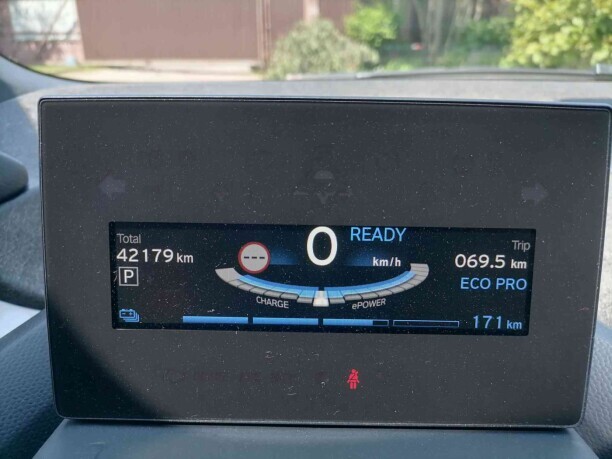 READY
0
km/h
Total
42179 km
P
---
Trip
069.5 km
ECO PRO
CHARGE
ePOWER
171 km